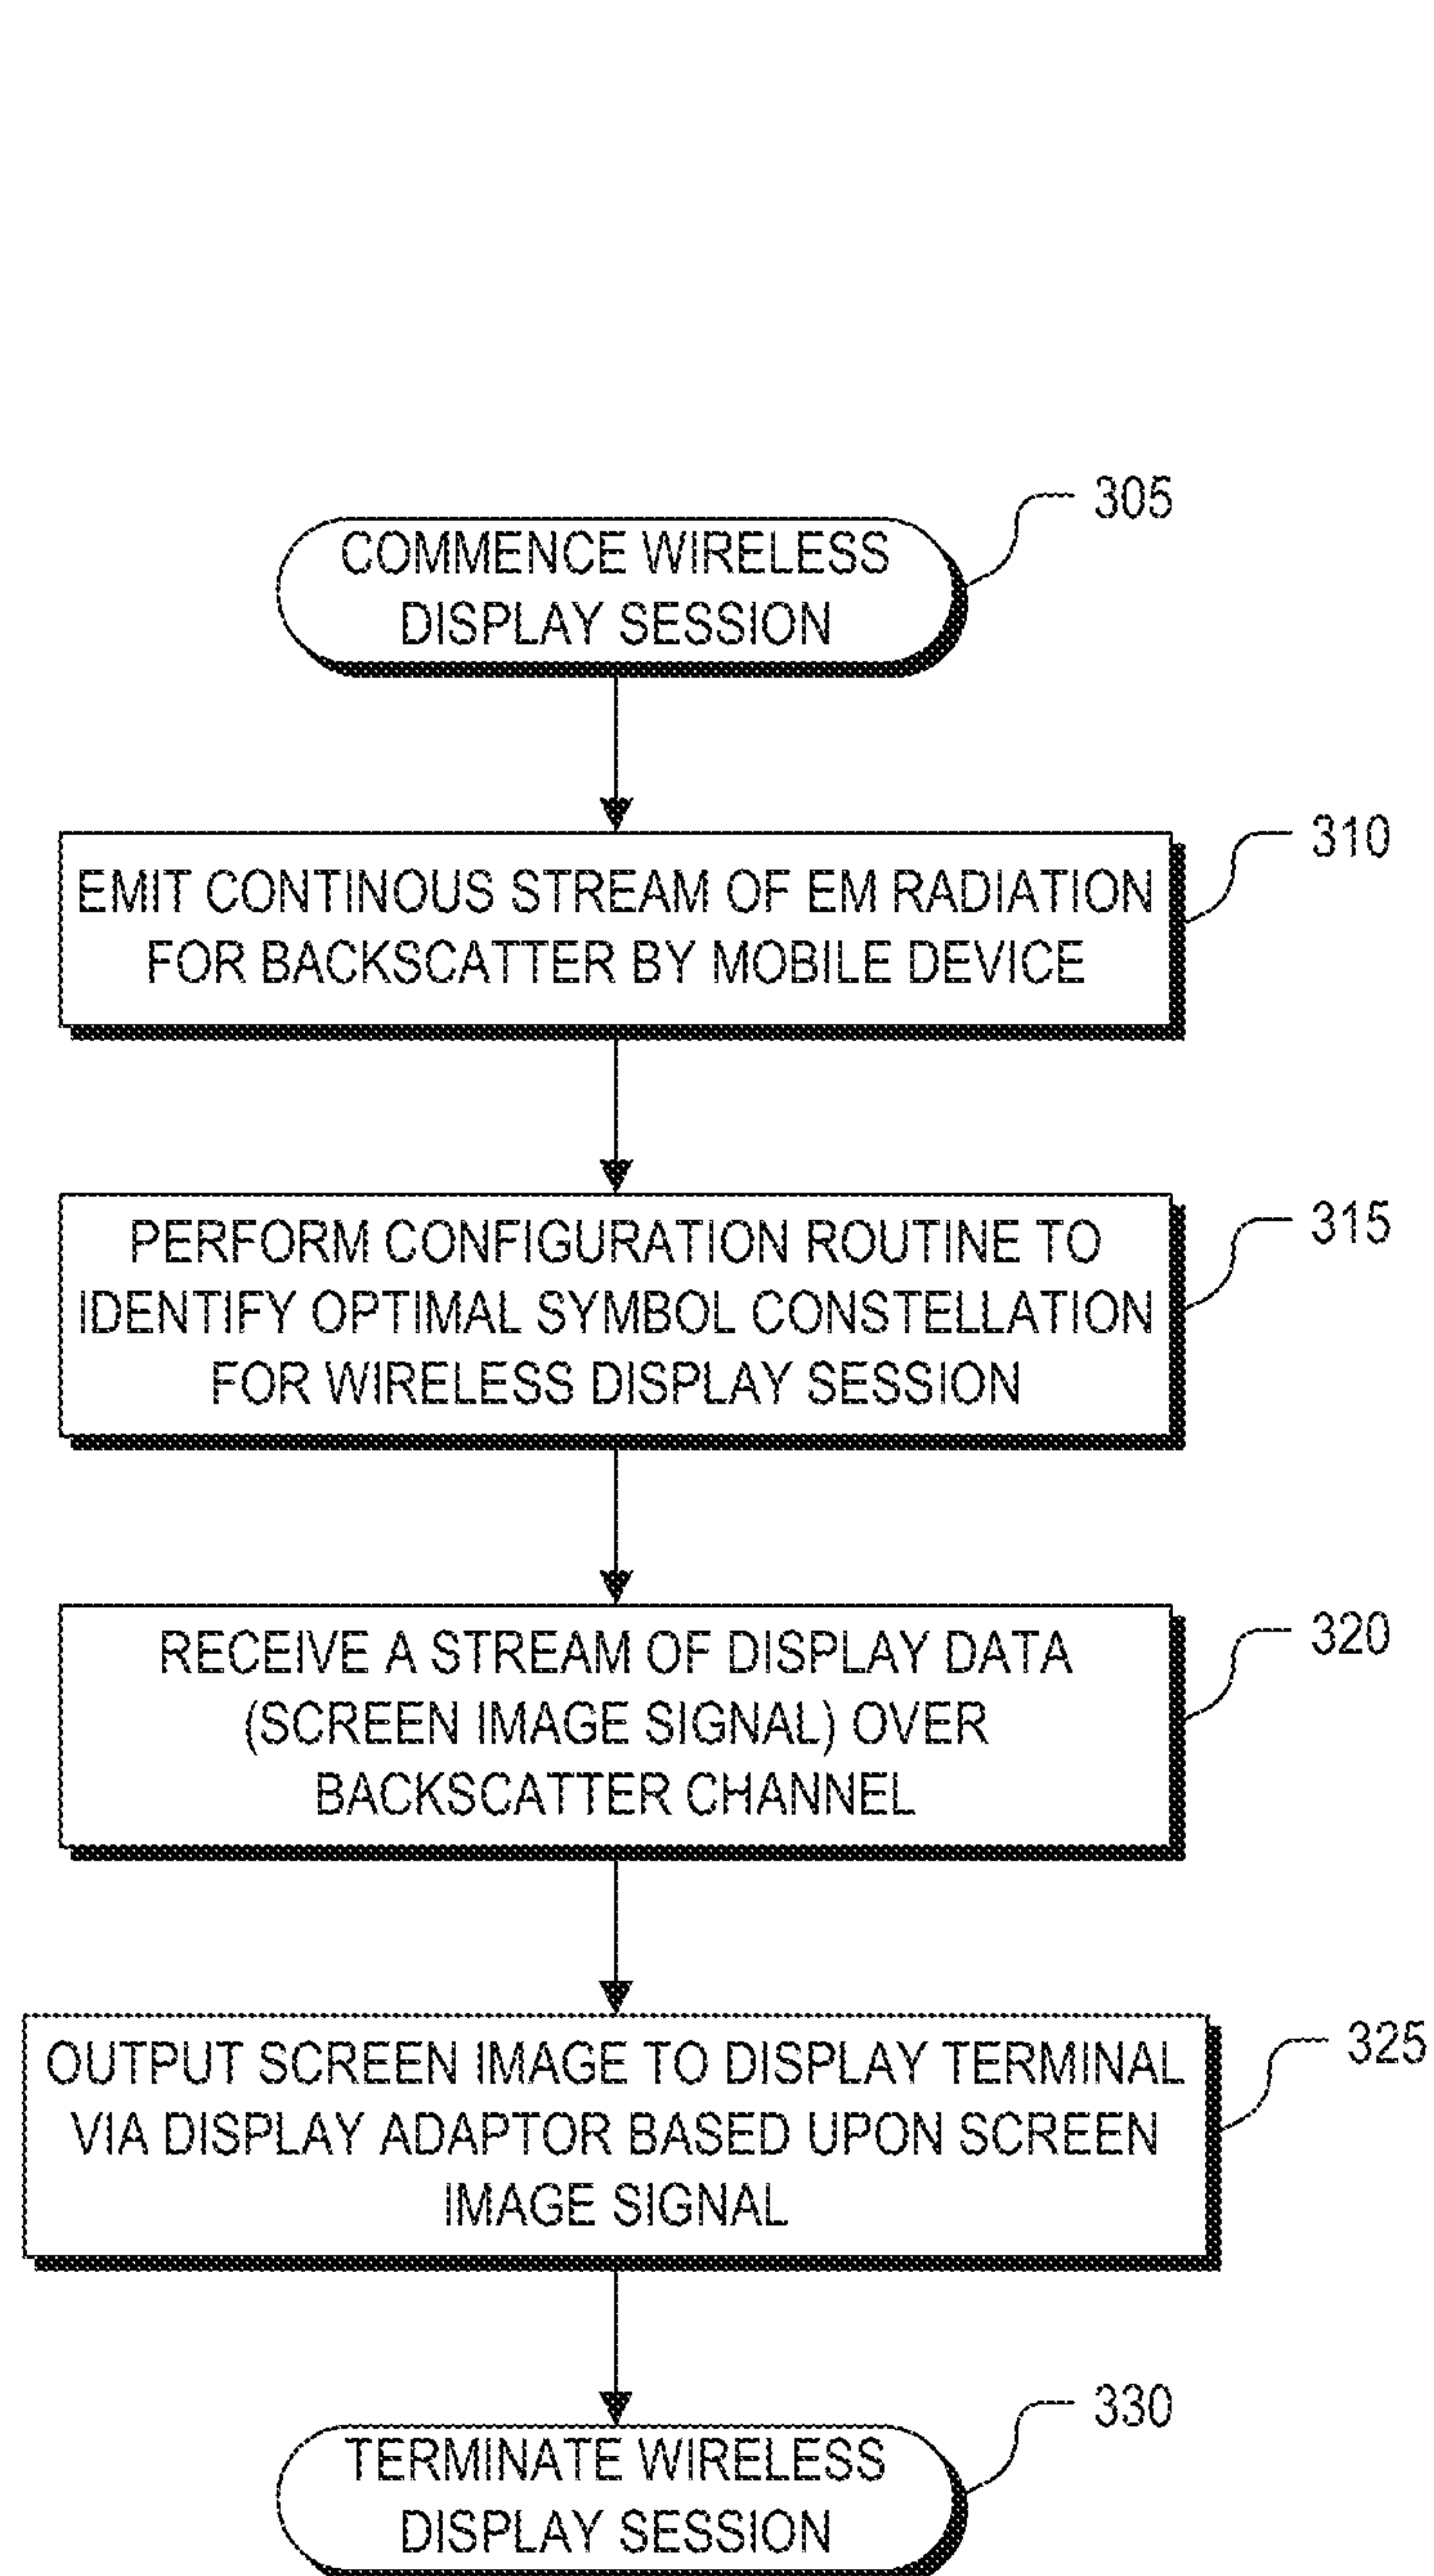 305
COMMENCE WIRELESS
DISPLAY SESSION
310
EMIT CONTINOUS STREAM OF EM RADIATION
FOR BACKSCATTER BY MOBILE DEVICE
315
PERFORM CONFIGURATION ROUTINE TO
IDENTIFY OPTIMAL SYMBOL CONSTELLATION
FOR WIRELESS DISPLAY SESSION
320
RECEIVE A STREAM OF DISPLAY DATA
(SCREEN IMAGE SIGNAL) OVER
BACKSCATTER CHANNEL
325
OUTPUT SCREEN IMAGE TO DISPLAY TERMINAL
VIA DISPLAY ADAPTOR BASED UPON SCREEN
IMAGE SIGNAL
330
TERMINATE WIRELESS
DISPLAY SESSION